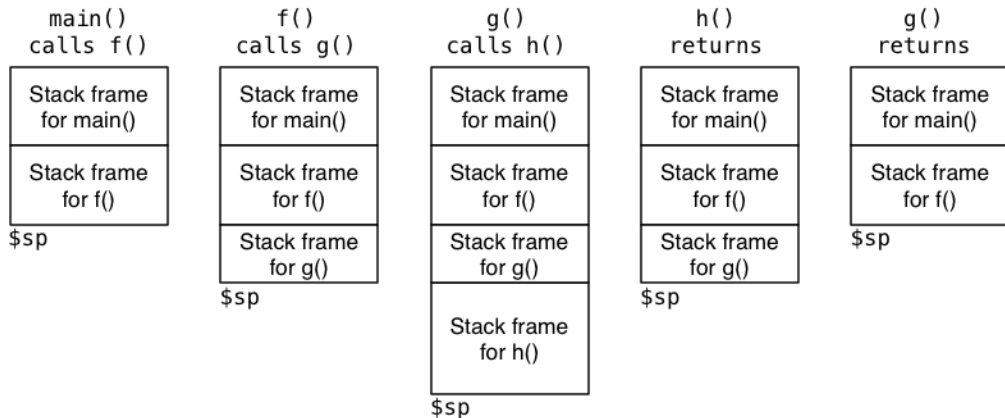 main()
calls f()
Stack frame
for main()
Stack frame
for f()
$sp
f()
calls g()
Stack frame
for main()
Stack frame
for f()
Stack frame
for g()
$sp
g()
calls h()
Stack frame
for main()
Stack frame
for f()
Stack frame
for g()
Stack frame
for h()
$sp
h()
returns
Stack frame
for main()
Stack frame
for f()
Stack frame
for g()
$sp
g()
returns
Stack frame
for main()
Stack frame
for f()
$sp